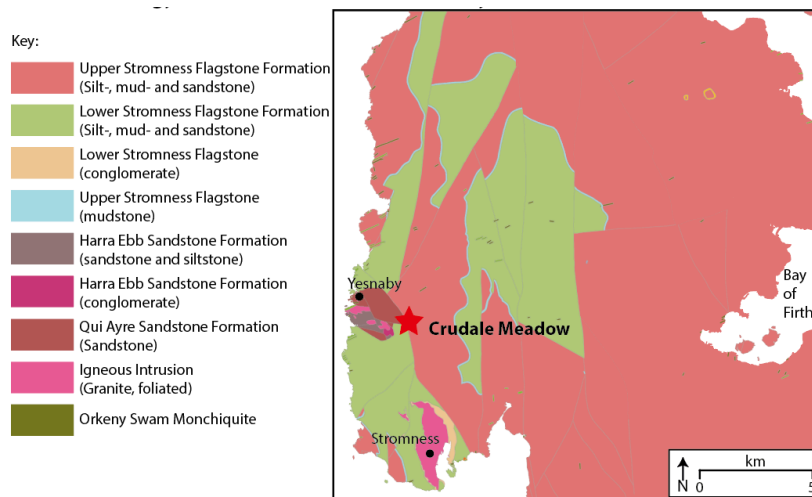 Key:
Upper Stromness Flagstone Formation
(Silt-, mud- and sandstone)
Lower Stromness Flagstone Formation
(Silt-, mud- and sandstone)
Lower Stromness Flagstone
(conglomerate)
Upper Stromness Flagstone
(mudstone)
Harra Ebb Sandstone Formation
(sandstone and siltstone)
Harra Ebb Sandstone Formation
(conglomerate)
Qui Ayre Sandstone Formation
(Sandstone)
Igneous Intrusion
(Granite, foliated)
Orkeny Swam Monchiquite
Yesnaby
Crudale Meadow
Bay
of
Firth
Stromness
km
N 0 5